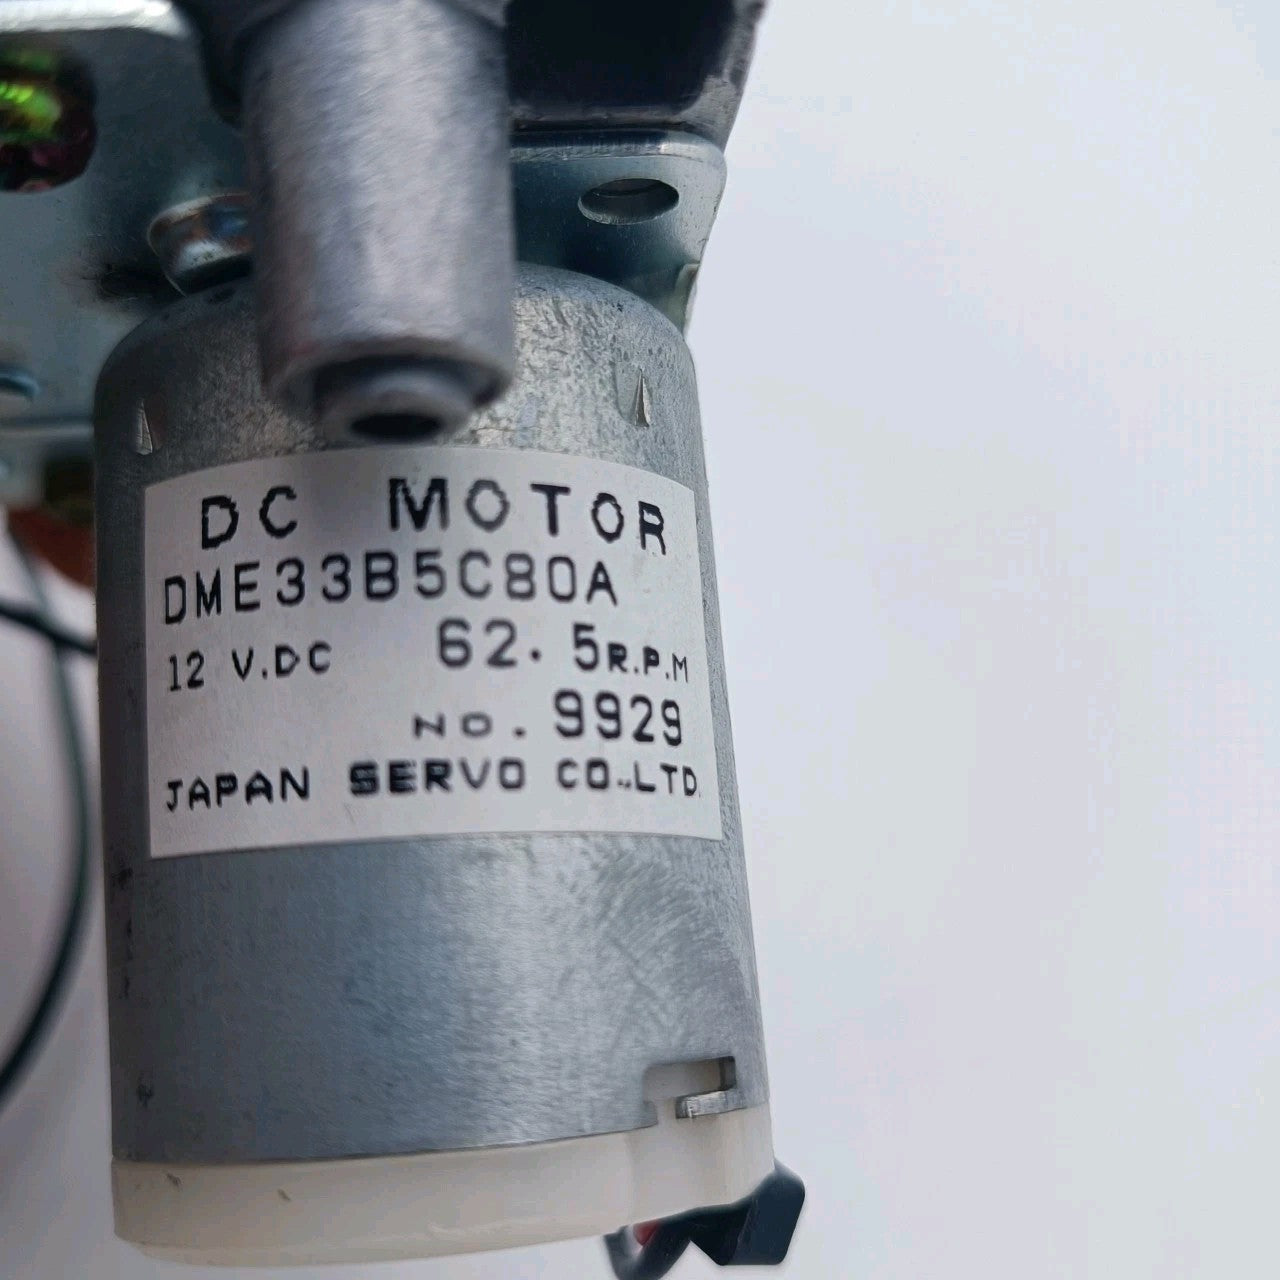 DC MOTOR
DME33B5C80A
12 V.DC 62.5R.P.M
NO. 9929
JAPAN SERVO CO.,LTD.